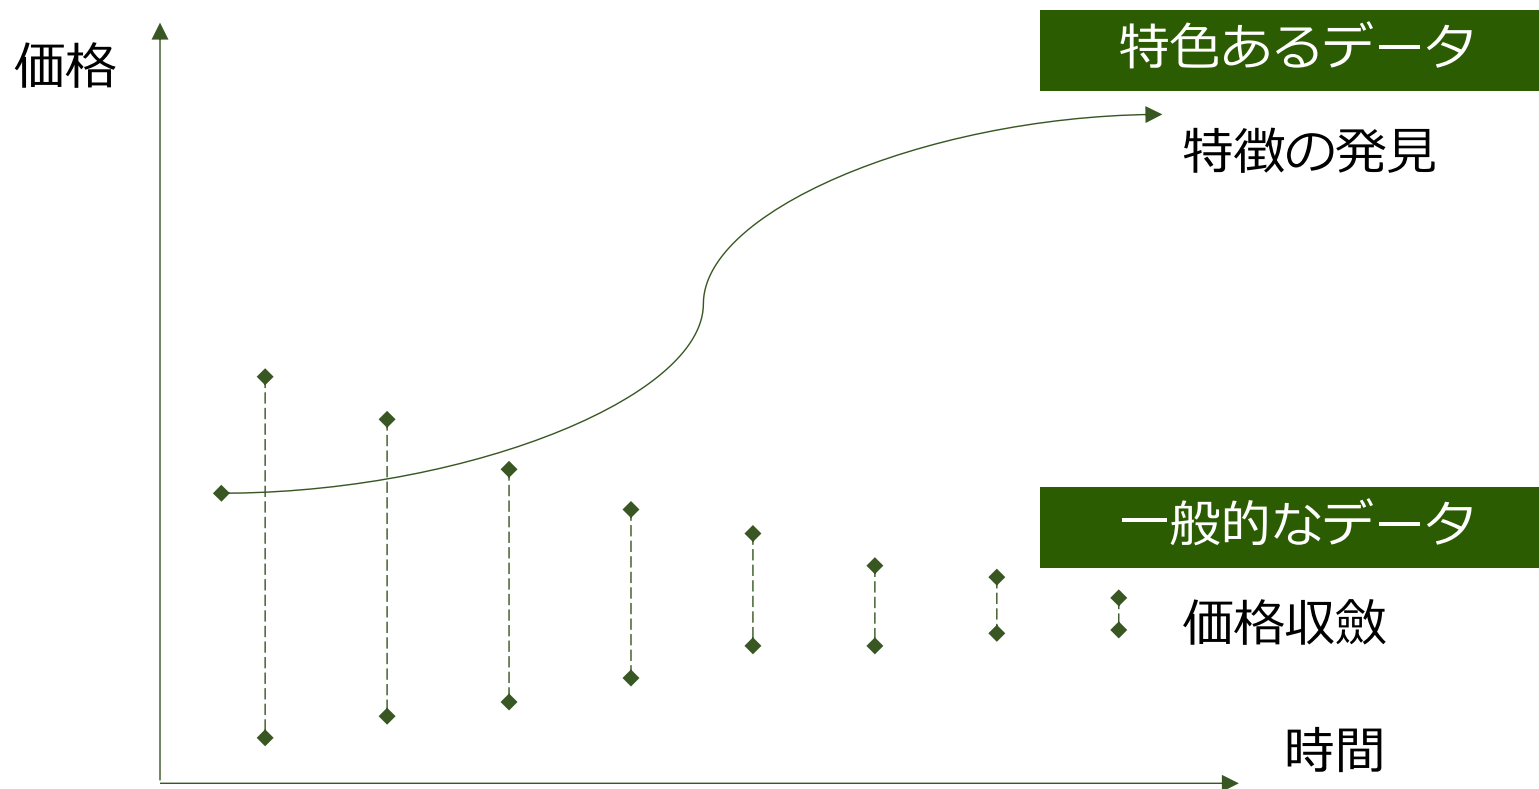 価格
特色あるデータ
特徴の発見
一般的なデータ
価格収斂
時間